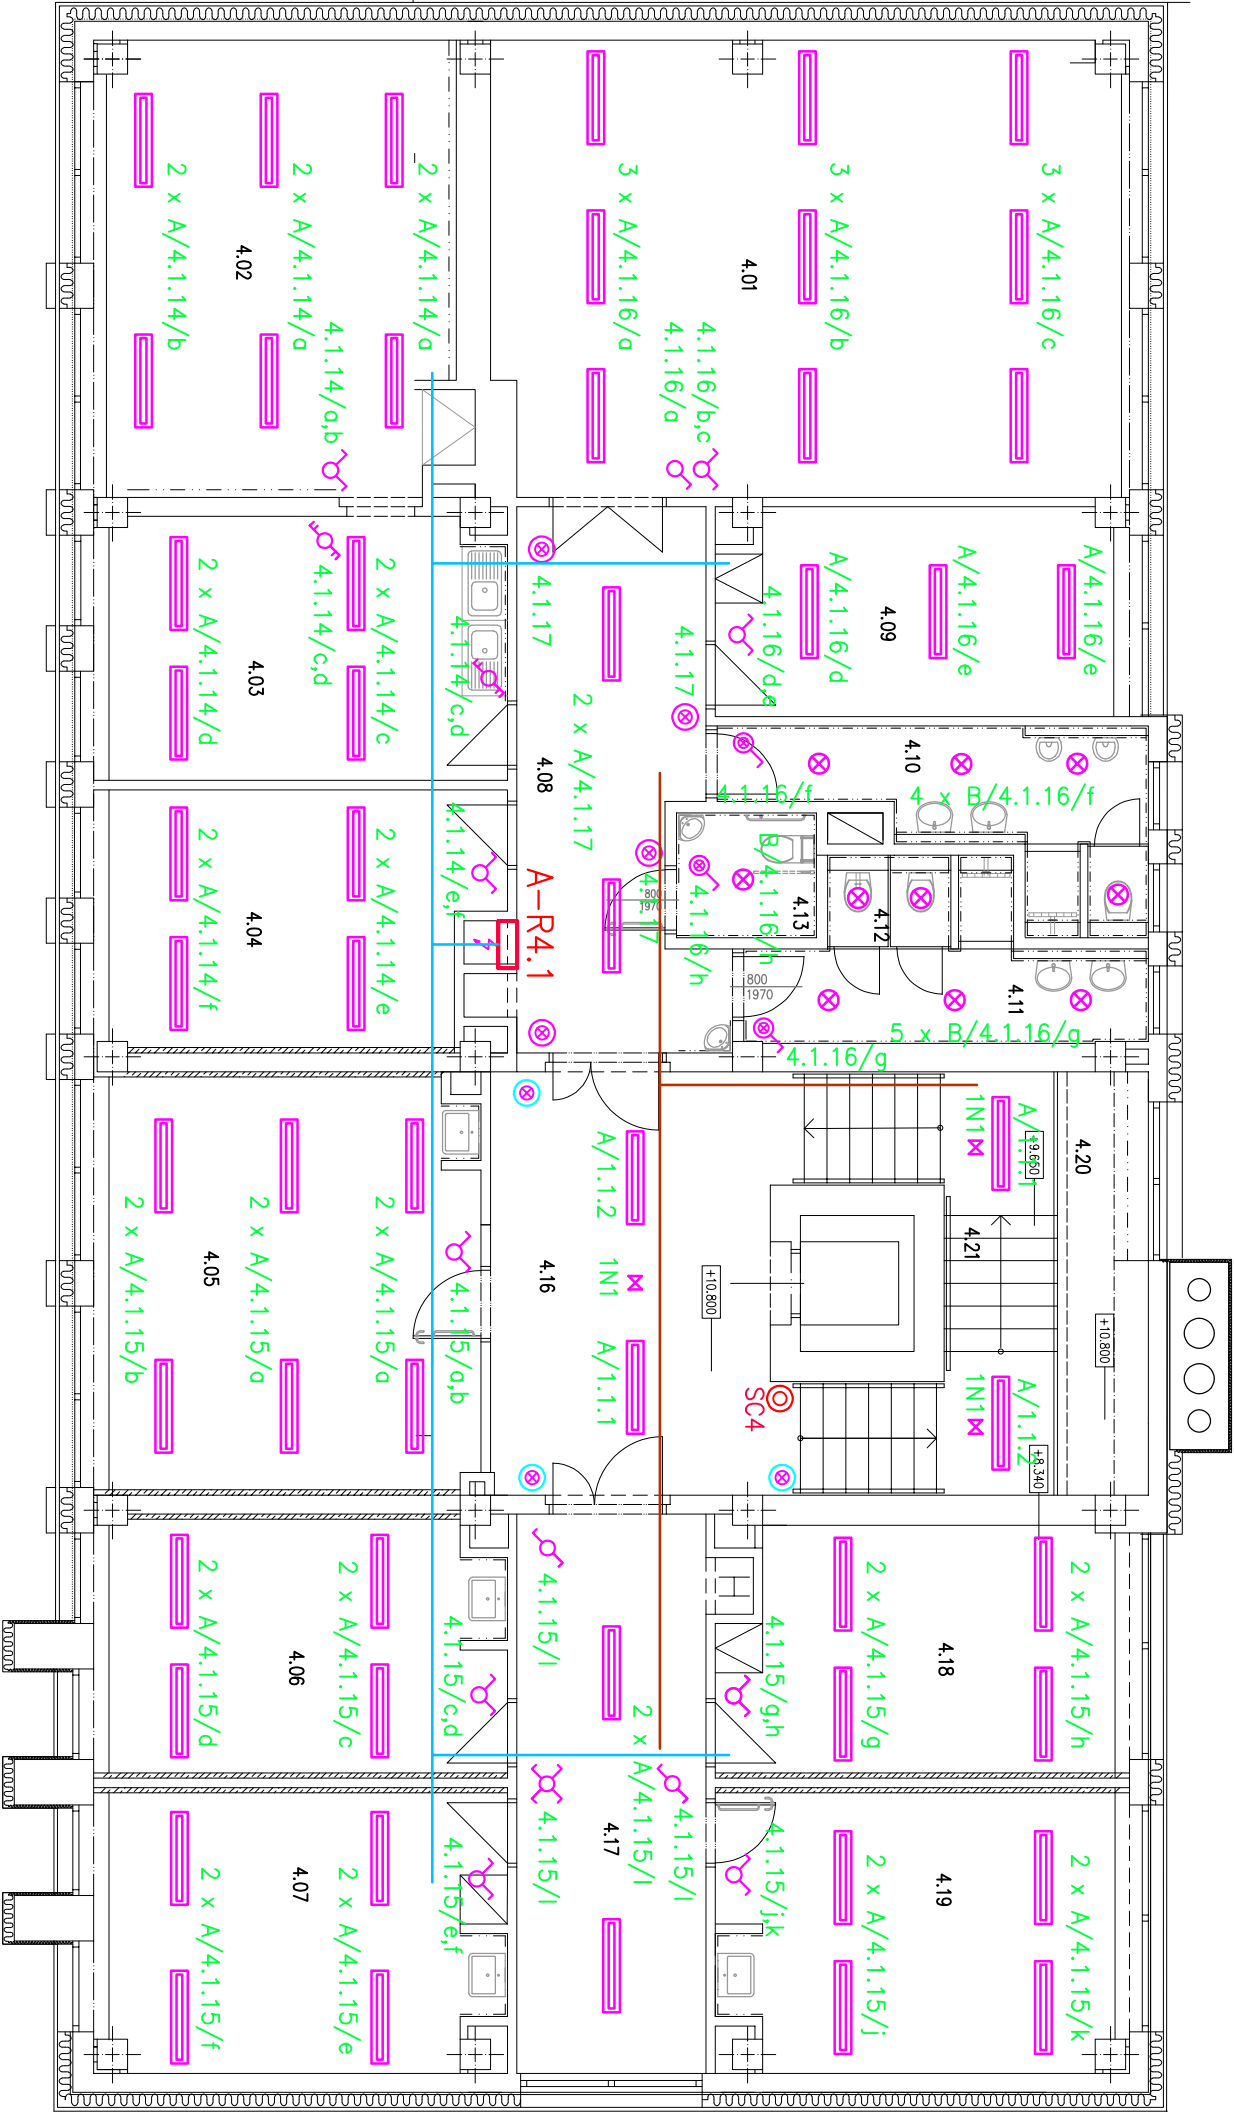 3 x A/4.1.16/c
3 x A/4.1.16/b
3 x A/4.1.16/a
2 x A/4.1.14/a
2 x A/4.1.14/a
2 x A/4.1.14/b
4.01
4.02
4.1.16/b,c
4.1.16/a
4.1.14/a,b
A/4.1.16/e
A/4.1.16/e
A/4.1.16/d
4.09
4.1.16/d,e
4.1.17
4.1.17
4.1.14/c,d
4.1.14/c,d
2 x A/4.1.14/c
2 x A/4.1.14/d
4.03
2 x A/4.1.17
4.08
4.10
4 x B/4.1.16/f
4.1.16/f
B/4.1.16/h
4.1.16/h
4.1.17
4.13
4.12
4.11
800
1970
800
1970
5 x B/4.1.16/g
4.1.16/g
4.1.14/e,f
A-R4.1
2 x A/4.1.14/e
2 x A/4.1.14/f
4.04
4.20
A/1.1.1
1N1
+9.650
4.21
A/1.1.2
1N1
A/1.1.1
4.16
+10.800
+10.800
A/1.1.2
1N1
+8.340
SC4
2 x A/4.1.15/a
2 x A/4.1.15/a
2 x A/4.1.15/b
4.05
4.1.15/a,b
4.1.15/l
2 x A/4.1.15/h
2 x A/4.1.15/g
4.18
4.1.15/g,h
4.1.15/c,d
2 x A/4.1.15/c
2 x A/4.1.15/d
4.06
2 x A/4.1.15/l
4.1.15/l
4.1.15/l
4.17
4.1.15/j,k
2 x A/4.1.15/k
2 x A/4.1.15/j
4.19
4.1.15/e,f
2 x A/4.1.15/e
2 x A/4.1.15/f
4.07